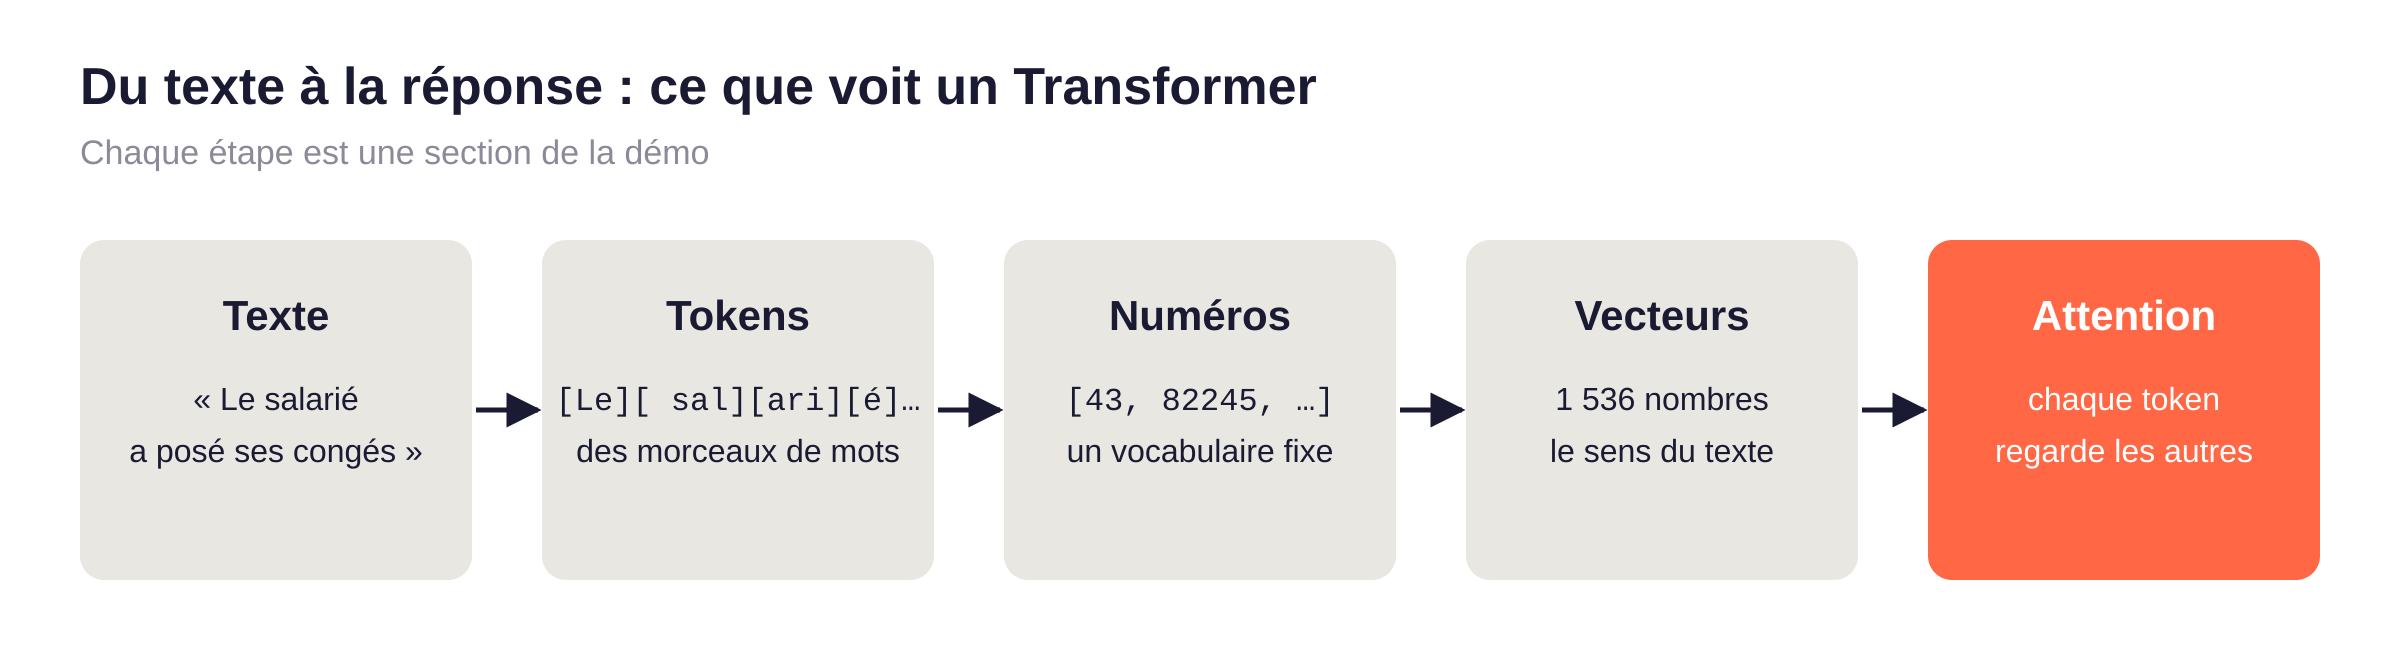 Du texte à la réponse : ce que voit un Transformer
Chaque étape est une section de la démo
Texte
« Le salarié
a posé ses congés »
Tokens
[Le][ sal][ari][é]…
des morceaux de mots
Numéros
[43, 82245, …]
un vocabulaire fixe
Vecteurs
1 536 nombres
le sens du texte
Attention
chaque token
regarde les autres